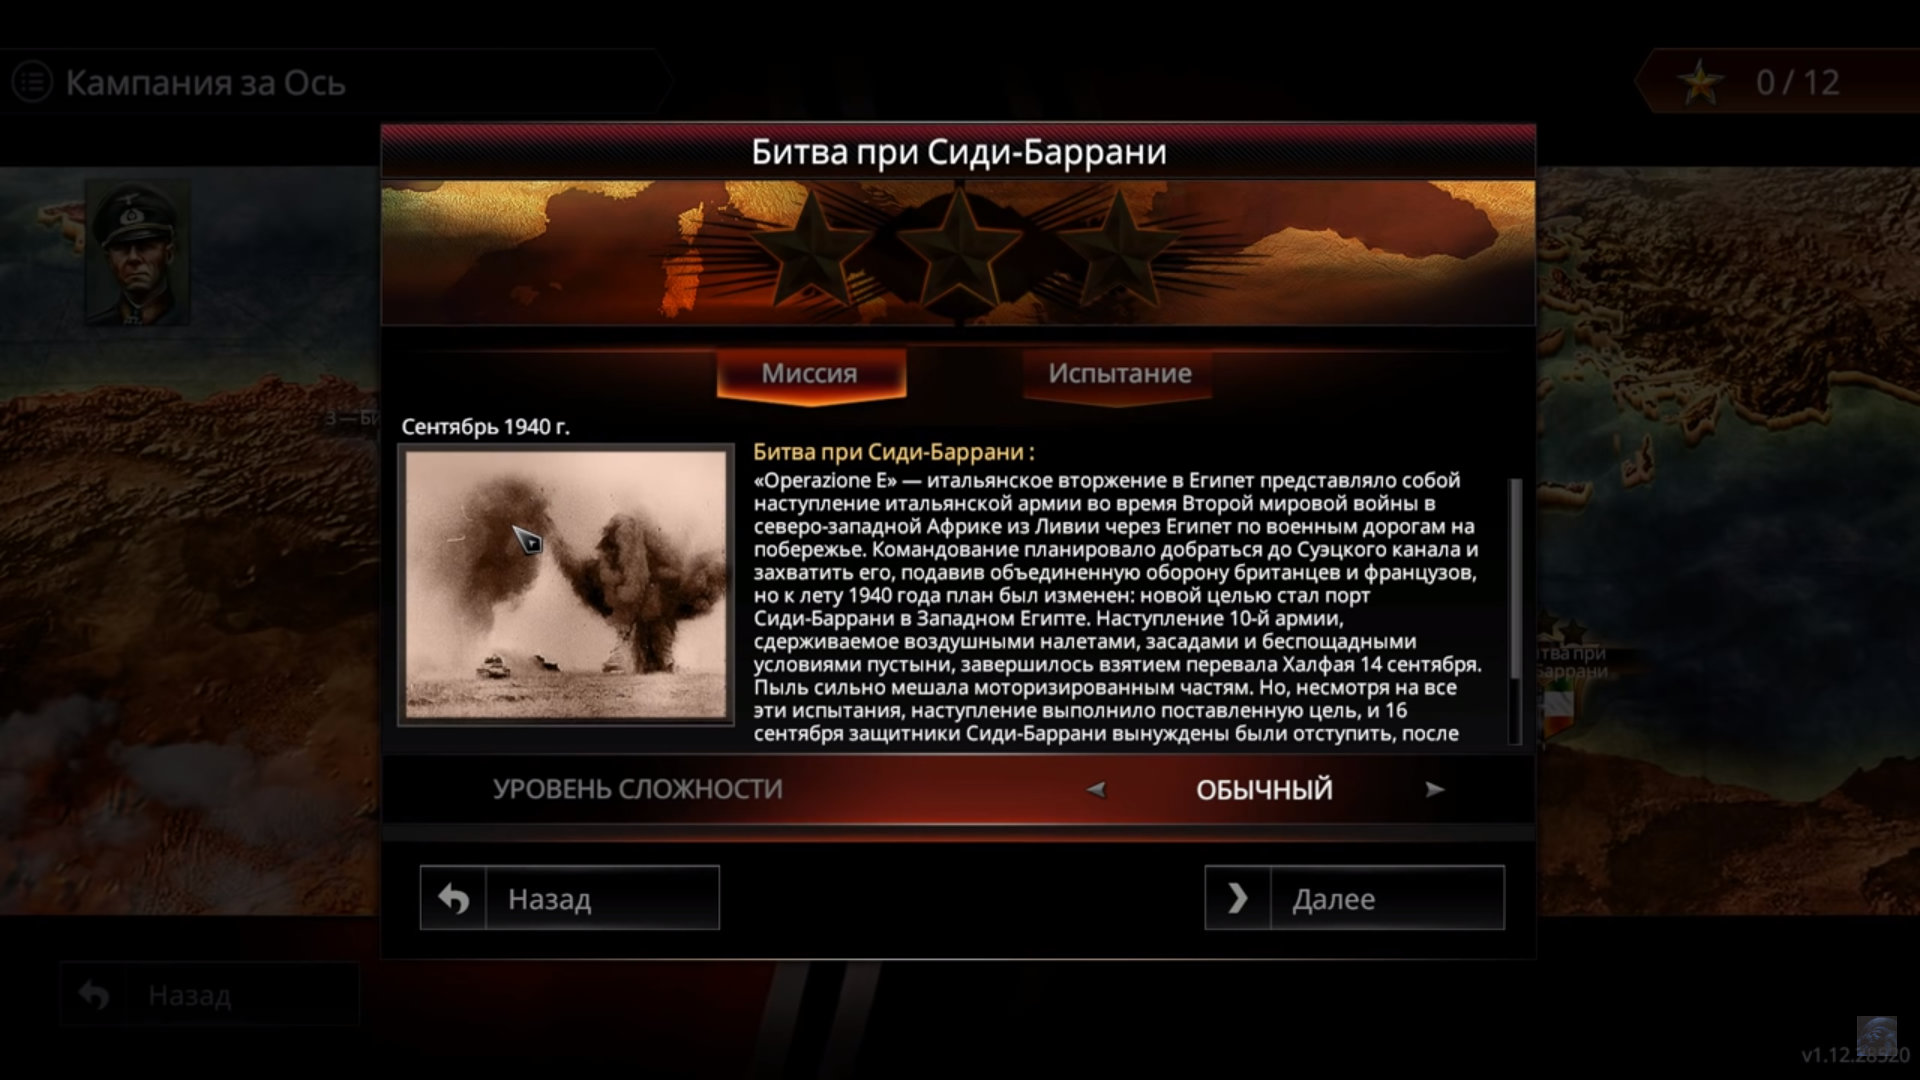 Кампания за Ось
0 / 12
Битва при Сиди-Баррани
Миссия
Испытание
Сентябрь 1940 г.
Битва при Сиди-Баррани :
«Operazione E» — итальянское вторжение в Египет представляло собой
наступление итальянской армии во время Второй мировой войны в
северо-западной Африке из Ливии через Египет по военным дорогам на
побережье. Командование планировало добраться до Суэцкого канала и
захватить его, подавив объединенную оборону британцев и французов,
но к лету 1940 года план был изменен: новой целью стал порт
Сиди-Баррани в Западном Египте. Наступление 10-й армии,
сдерживаемое воздушными налетами, засадами и беспощадными
условиями пустыни, завершилось взятием перевала Халфая 14 сентября.
Пыль сильно мешала моторизированным частям. Но, несмотря на все
эти испытания, наступление выполнило поставленную цель, и 16
сентября защитники Сиди-Баррани вынуждены были отступить, после
3 — Би
тва при
Баррани
УРОВЕНЬ СЛОЖНОСТИ
ОБЫЧНЫЙ
Назад
Далее
Назад
v1.12.28520